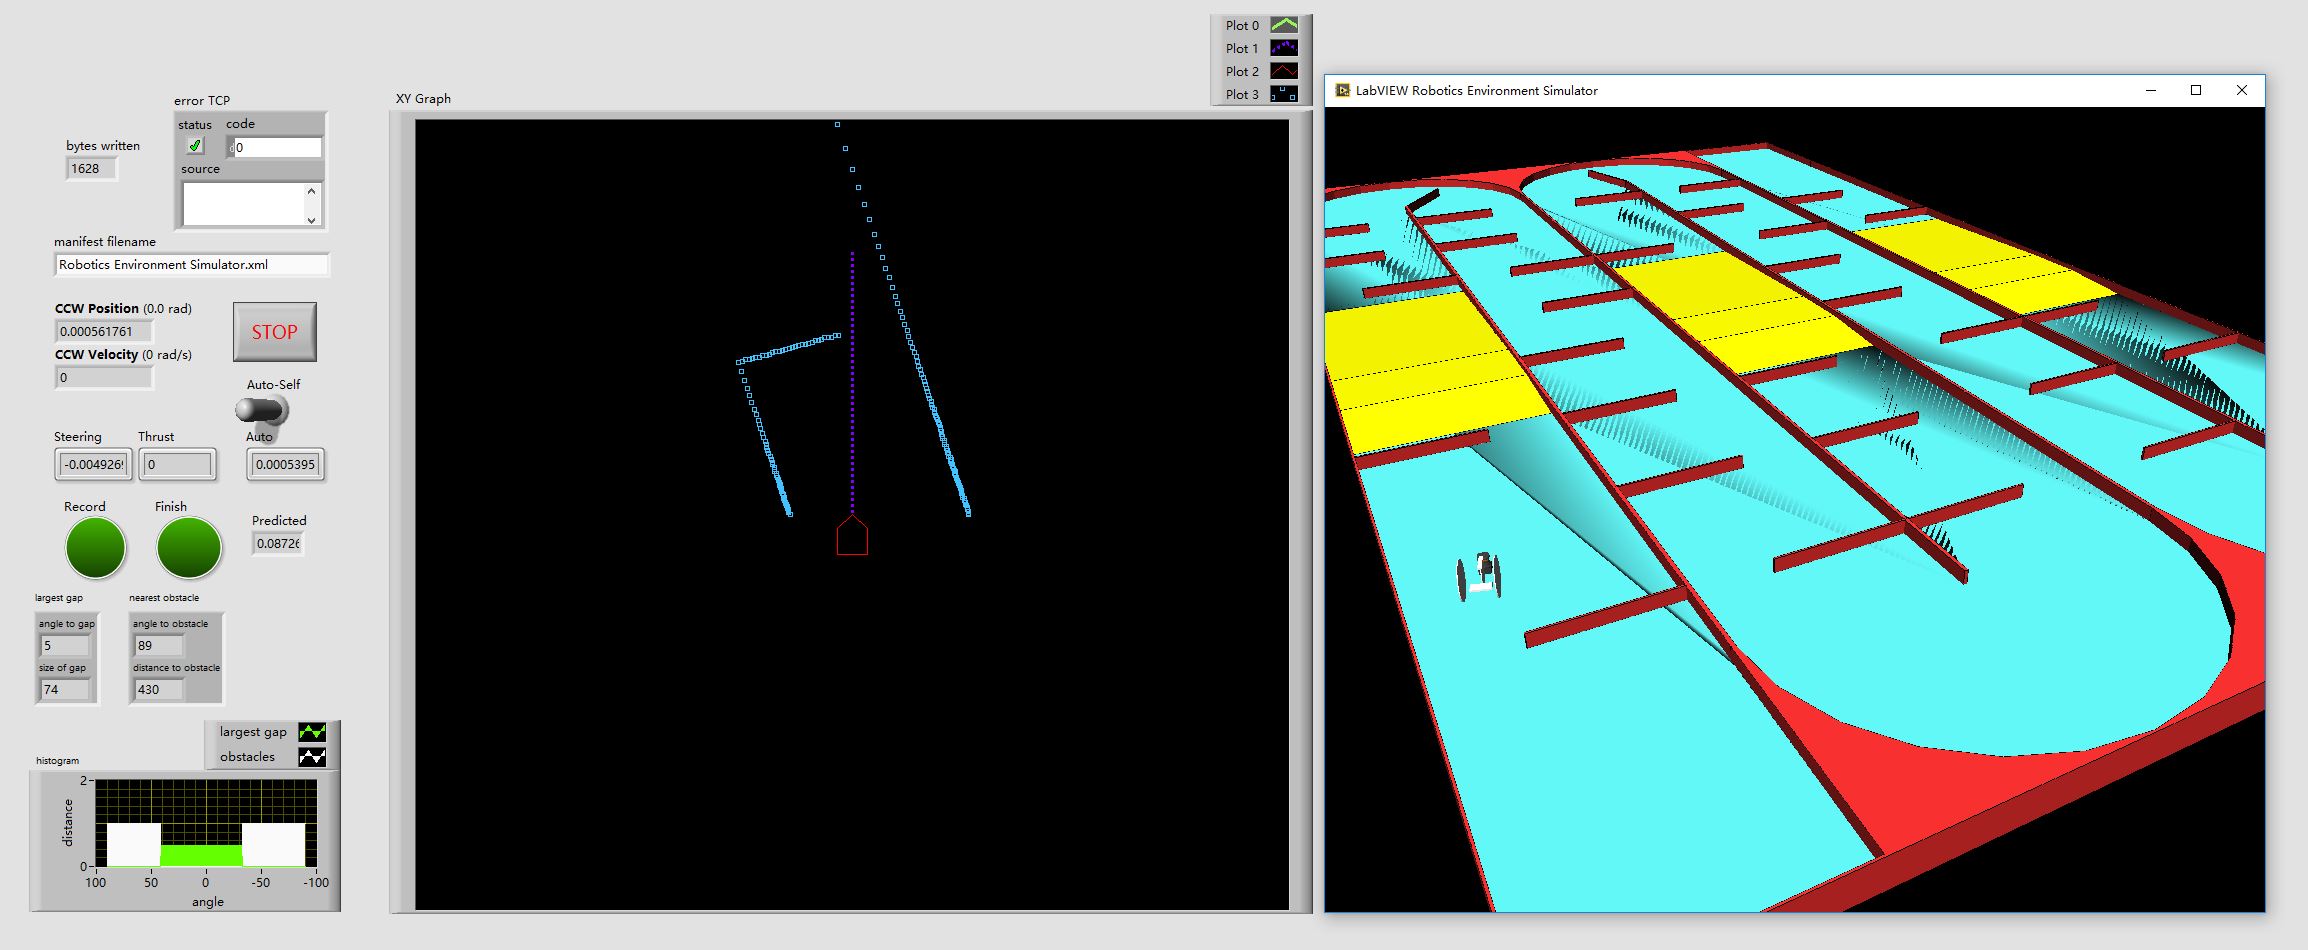 Plot 0
Plot 1
Plot 2
Plot 3
error TCP
status code
d 0
source
bytes written
1628
manifest filename
Robotics Environment Simulator.xml
CCW Position (0.0 rad)
0.000561761
CCW Velocity (0 rad/s)
0
STOP
Auto-Self
Auto
Steering Thrust
-0.004926 0 0.0005395
Record Finish
Predicted
0.0872
largest gap nearest obstacle
angle to gap angle to obstacle
5 89
size of gap distance to obstacle
74 430
largest gap
obstacles
histogram
distance
2
0
100 50 0 -50 -100
angle
XY Graph
LabVIEW Robotics Environment Simulator